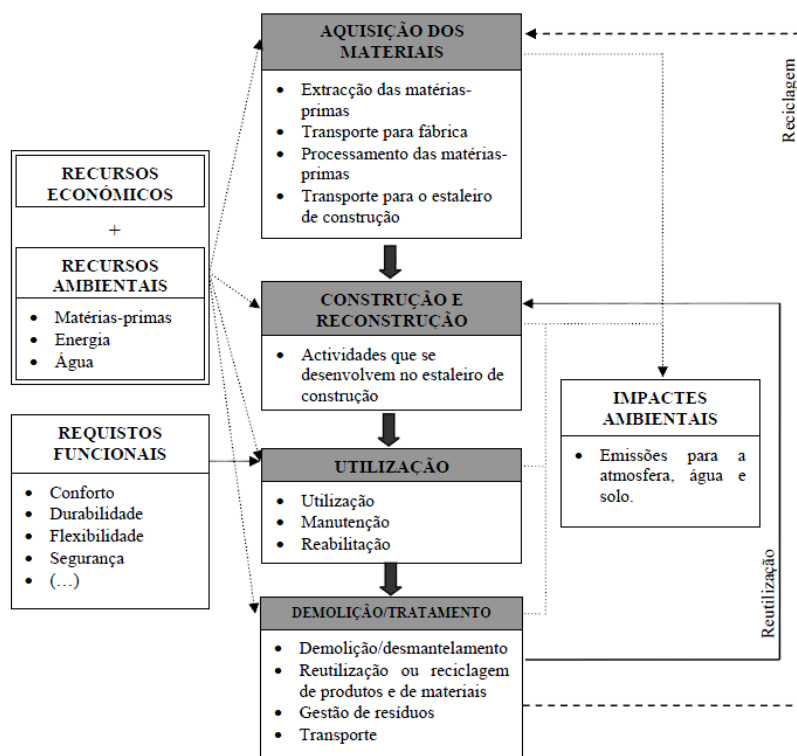 AQUISIÇÃO DOS
MATERIAIS
• Extracção das matérias-
primas
• Transporte para fábrica
• Processamento das matérias-
primas
• Transporte para o estaleiro
de construção
Reciclagem
RECURSOS
ECONÓMICOS
+
RECURSOS
AMBIENTAIS
• Matérias-primas
• Energia
• Água
CONSTRUÇÃO E
RECONSTRUÇÃO
• Actividades que se
desenvolvem no estaleiro de
construção
IMPACTES
AMBIENTAIS
• Emissões para a
atmosfera, água e
solo.
REQUISTOS
FUNCIONAIS
• Conforto
• Durabilidade
• Flexibilidade
• Segurança
• (…)
UTILIZAÇÃO
• Utilização
• Manutenção
• Reabilitação
Reutilização
DEMOLIÇÃO/TRATAMENTO
• Demolição/desmantelamento
• Reutilização ou reciclagem
de produtos e de materiais
• Gestão de resíduos
• Transporte